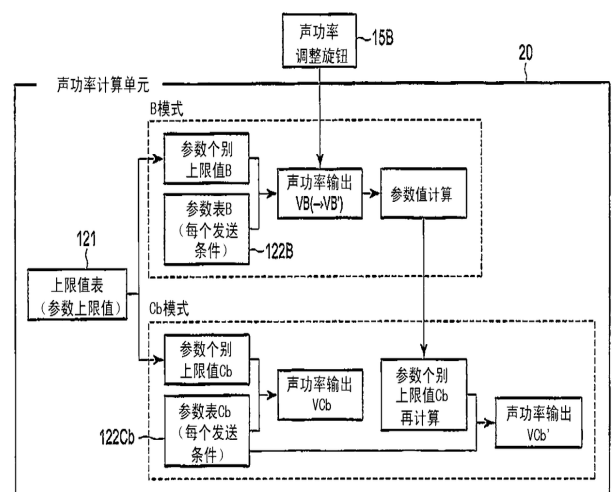 声功率
调整旋钮
15B
20
声功率计算单元
B模式
参数个别
上限值B
声功率输出
VB(→VB')
参数值计算
参数表B
(每个发送
条件)
122B
121
上限值表
(参数上限值)
Cb模式
参数个别
上限值Cb
声功率输出
VCb
参数个别
上限值Cb
再计算
参数表Cb
(每个发送
条件)
122Cb
声功率输出
VCb'